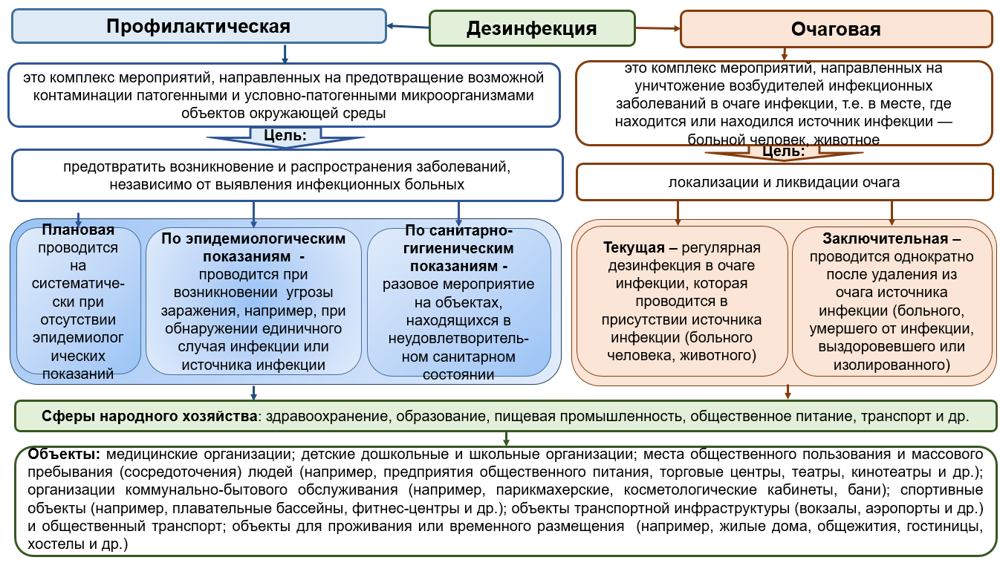 Профилактическая
Дезинфекция
Очаговая
это комплекс мероприятий, направленных на предотвращение возможной
контаминации патогенными и условно-патогенными микроорганизмами
объектов окружающей среды
Цель:
предотвратить возникновение и распространения заболеваний,
независимо от выявления инфекционных больных
это комплекс мероприятий, направленных на
уничтожение возбудителей инфекционных
заболеваний в очаге инфекции, т.е. в месте, где
находится или находился источник инфекции —
больной человек, животное
Цель:
локализации и ликвидации очага
Плановая
проводится
на
систематиче-
ски при
отсутствии
эпидемиолог
ических
показаний
По эпидемиологическим
показаниям -
проводится при
возникновении угрозы
заражения, например, при
обнаружении единичного
случая инфекции или
источника инфекции
По санитарно-
гигиеническим
показаниям -
разовое мероприятие
на объектах,
находящихся в
неудовлетворитель-
ном санитарном
состоянии
Текущая – регулярная
дезинфекция в очаге
инфекции, которая
проводится в
присутствии источника
инфекции (больного
человека, животного)
Заключительная –
проводится однократно
после удаления из
очага источника
инфекции (больного,
умершего от инфекции,
выздоровевшего или
изолированного)
Сферы народного хозяйства: здравоохранение, образование, пищевая промышленность, общественное питание, транспорт и др.
Объекты: медицинские организации; детские дошкольные и школьные организации; места общественного пользования и массового
пребывания (сосредоточения) людей (например, предприятия общественного питания, торговые центры, театры, кинотеатры и др.);
организации коммунально-бытового обслуживания (например, парикмахерские, косметологические кабинеты, бани); спортивные
объекты (например, плавательные бассейны, фитнес-центры и др.); объекты транспортной инфраструктуры (вокзалы, аэропорты и др.)
и общественный транспорт; объекты для проживания или временного размещения (например, жилые дома, общежития, гостиницы,
хостелы и др.)